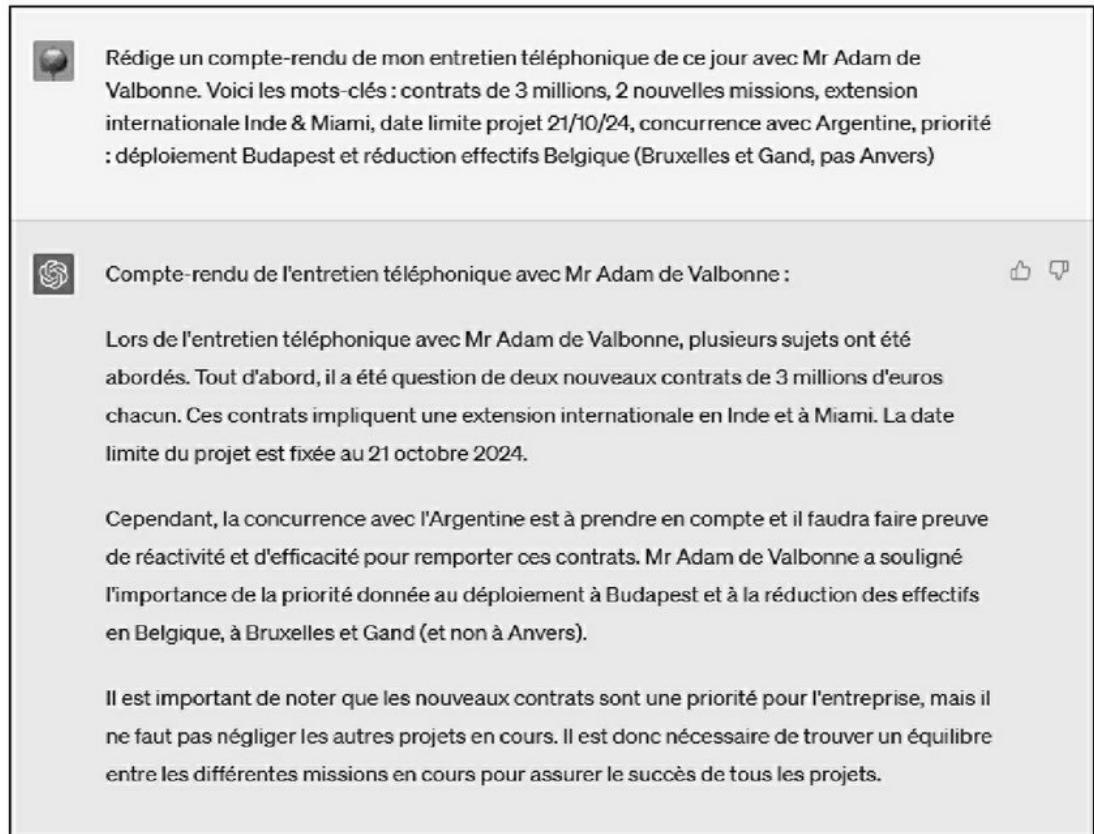 Rédige un compte-rendu de mon entretien téléphonique de ce jour avec Mr Adam de
Valbonne. Voici les mots-clés : contrats de 3 millions, 2 nouvelles missions, extension
internationale Inde & Miami, date limite projet 21/10/24, concurrence avec Argentine, priorité
: déploiement Budapest et réduction effectifs Belgique (Bruxelles et Gand, pas Anvers)
Compte-rendu de l'entretien téléphonique avec Mr Adam de Valbonne :
Lors de l'entretien téléphonique avec Mr Adam de Valbonne, plusieurs sujets ont été
abordés. Tout d'abord, il a été question de deux nouveaux contrats de 3 millions d'euros
chacun. Ces contrats impliquent une extension internationale en Inde et à Miami. La date
limite du projet est fixée au 21 octobre 2024.
Cependant, la concurrence avec l'Argentine est à prendre en compte et il faudra faire preuve
de réactivité et d'efficacité pour remporter ces contrats. Mr Adam de Valbonne a souligné
l'importance de la priorité donnée au déploiement à Budapest et à la réduction des effectifs
en Belgique, à Bruxelles et Gand (et non à Anvers).
Il est important de noter que les nouveaux contrats sont une priorité pour l'entreprise, mais il
ne faut pas négliger les autres projets en cours. Il est donc nécessaire de trouver un équilibre
entre les différentes missions en cours pour assurer le succès de tous les projets.